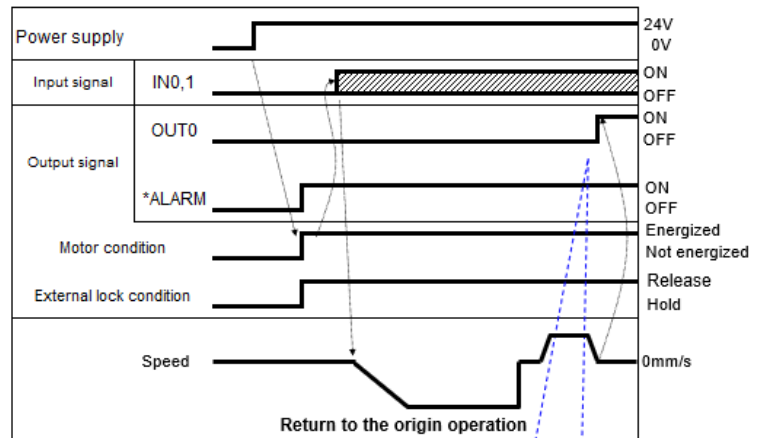 Power supply
24V
0V
Input signal
IN0,1
ON
OFF
Output signal
OUT0
ON
OFF
*ALARM
ON
OFF
Motor condition
Energized
Not energized
External lock condition
Release
Hold
Speed
0mm/s
Return to the origin operation